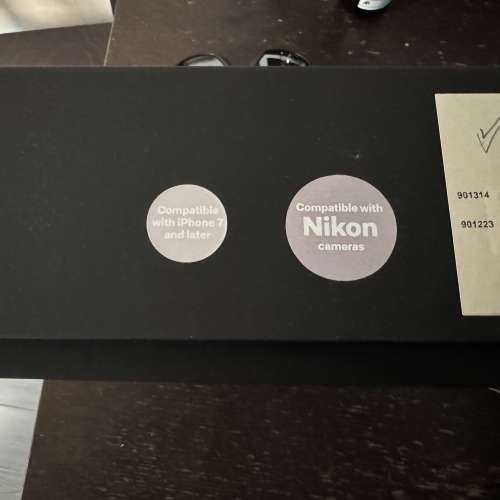 Compatible
with iPhone 7
and later
Compatible with
Nikon
cameras
901314
901223